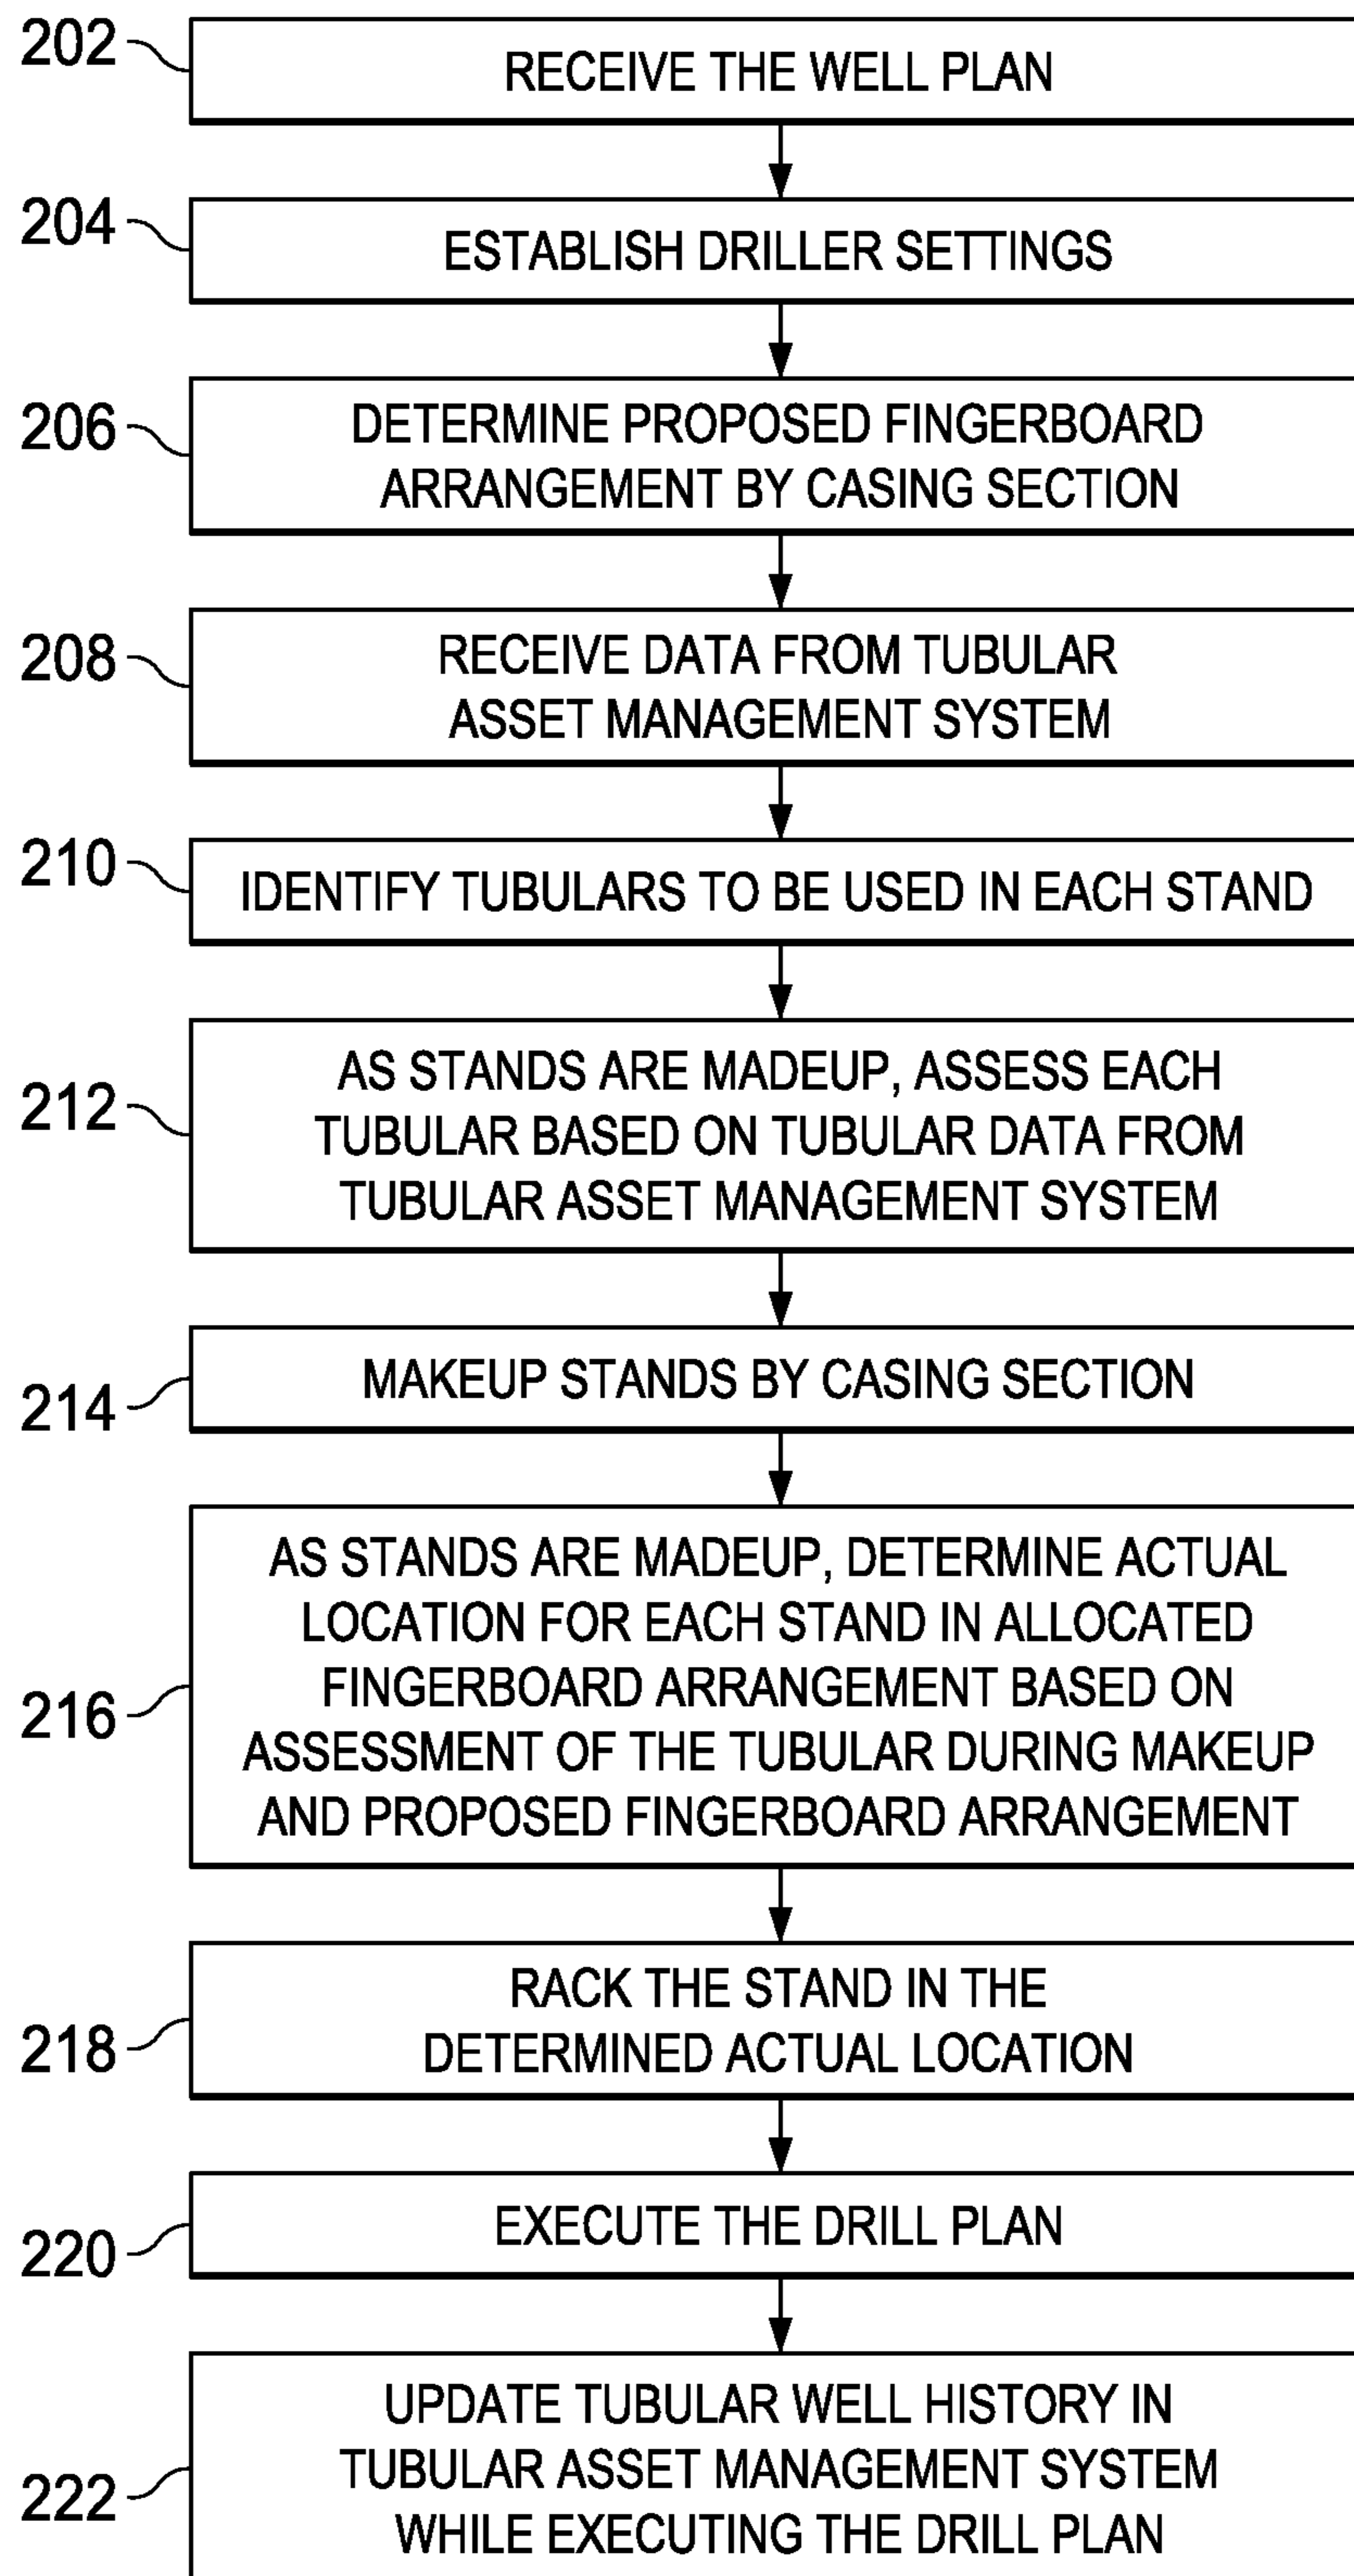 202
RECEIVE THE WELL PLAN
204
ESTABLISH DRILLER SETTINGS
206
DETERMINE PROPOSED FINGERBOARD
ARRANGEMENT BY CASING SECTION
208
RECEIVE DATA FROM TUBULAR
ASSET MANAGEMENT SYSTEM
210
IDENTIFY TUBULARS TO BE USED IN EACH STAND
212
AS STANDS ARE MADEUP, ASSESS EACH
TUBULAR BASED ON TUBULAR DATA FROM
TUBULAR ASSET MANAGEMENT SYSTEM
214
MAKEUP STANDS BY CASING SECTION
216
AS STANDS ARE MADEUP, DETERMINE ACTUAL
LOCATION FOR EACH STAND IN ALLOCATED
FINGERBOARD ARRANGEMENT BASED ON
ASSESSMENT OF THE TUBULAR DURING MAKEUP
AND PROPOSED FINGERBOARD ARRANGEMENT
218
RACK THE STAND IN THE
DETERMINED ACTUAL LOCATION
220
EXECUTE THE DRILL PLAN
222
UPDATE TUBULAR WELL HISTORY IN
TUBULAR ASSET MANAGEMENT SYSTEM
WHILE EXECUTING THE DRILL PLAN